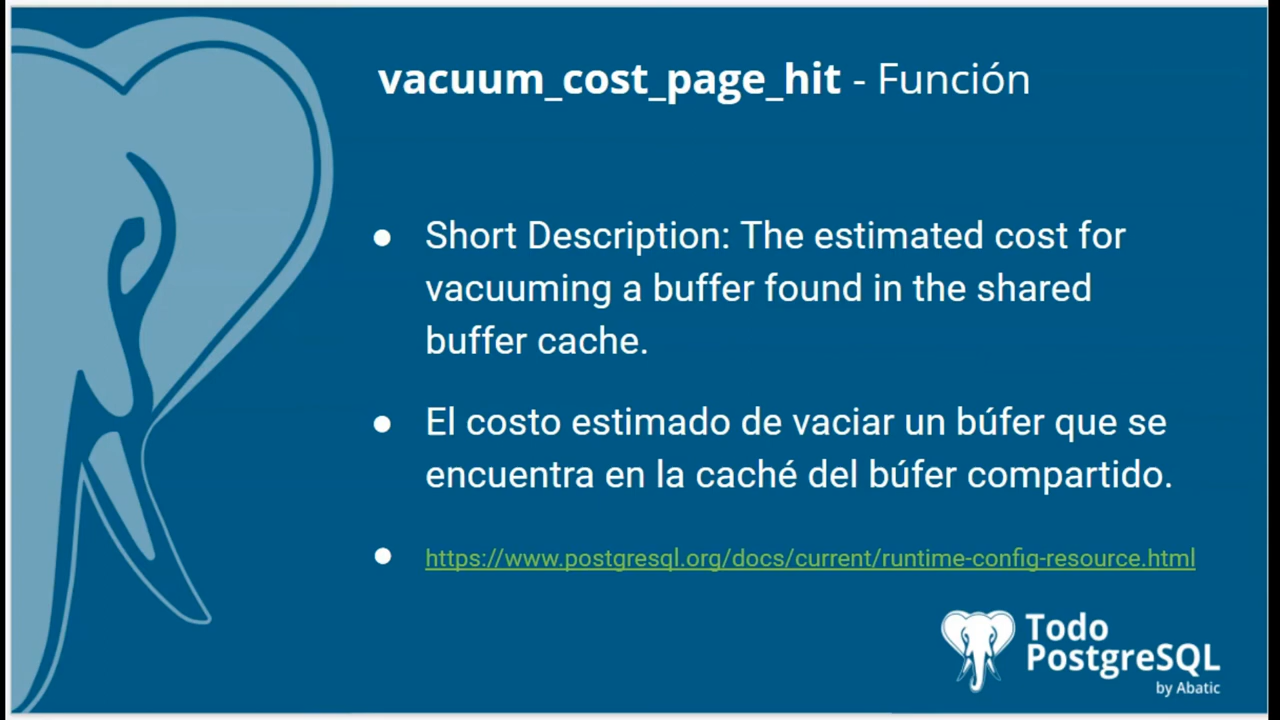 vacuum_cost_page_hit - Función
● Short Description: The estimated cost for
vacuuming a buffer found in the shared
buffer cache.
● El costo estimado de vaciar un búfer que se
encuentra en la caché del búfer compartido.
● https://www.postgresql.org/docs/current/runtime-config-resource.html
Todo
PostgreSQL
by Abatic